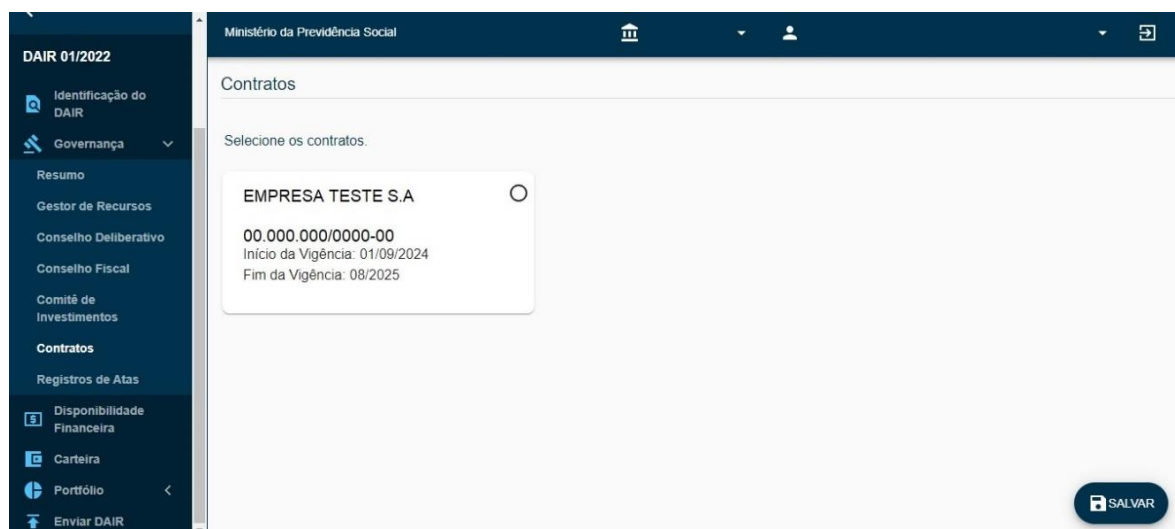 DAIR 01/2022
Identificação do
DAIR
Governança
Resumo
Gestor de Recursos
Conselho Deliberativo
Conselho Fiscal
Comitê de
Investimentos
Contratos
Registros de Atas
Disponibilidade
Financeira
Carteira
Portfólio
Enviar DAIR
Ministério da Previdência Social
Contratos
Selecione os contratos.
EMPRESA TESTE S.A
00.000.000/0000-00
Início da Vigência: 01/09/2024
Fim da Vigência: 08/2025
SALVAR